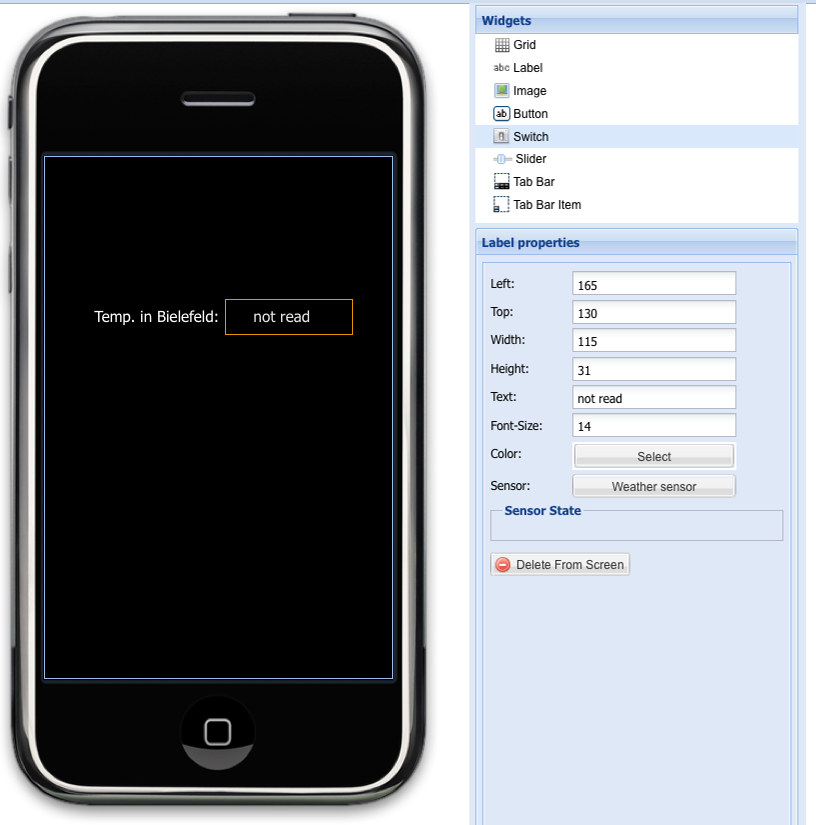 Temp. in Bielefeld: not read
Widgets
Grid
abc Label
Image
ab Button
Switch
Slider
Tab Bar
Tab Bar Item
Label properties
Left: 165
Top: 130
Width: 115
Height: 31
Text: not read
Font-Size: 14
Color: Select
Sensor: Weather sensor
Sensor State
Delete From Screen